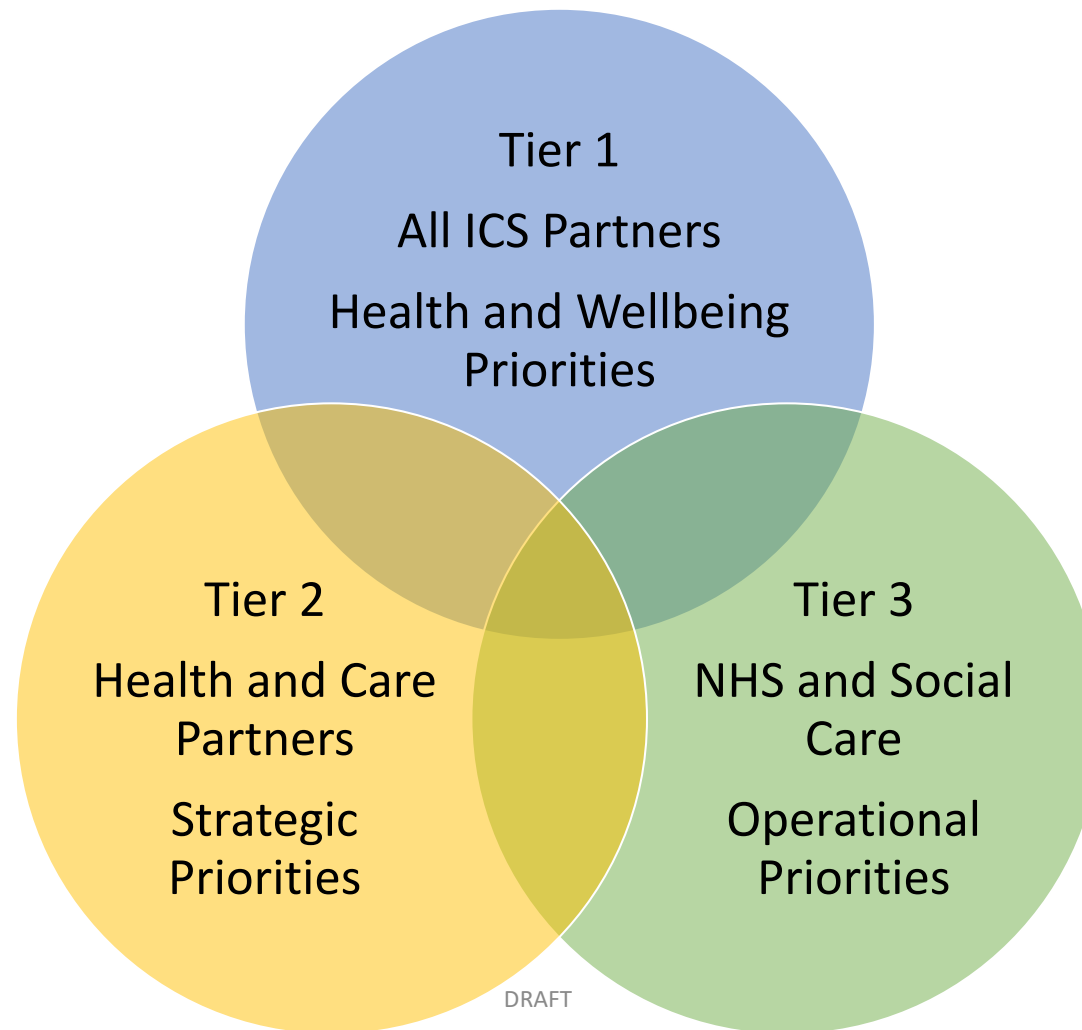 Tier 1
All ICS Partners
Health and Wellbeing
Priorities
Tier 2
Health and Care
Partners
Strategic
Priorities
Tier 3
NHS and Social
Care
Operational
Priorities
DRAFT